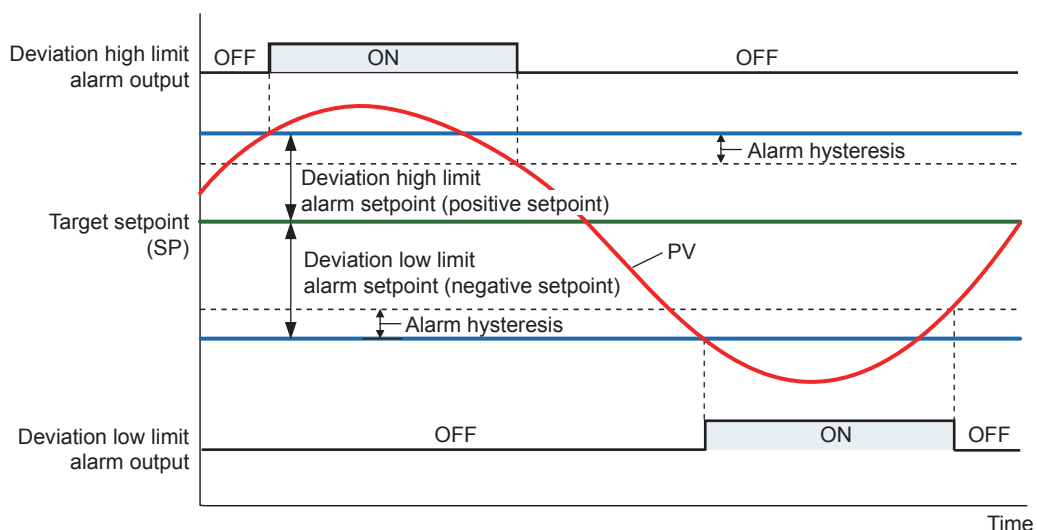 Deviation high limit
alarm output
OFF
ON
OFF
Alarm hysteresis
Deviation high limit
alarm setpoint (positive setpoint)
Target setpoint
(SP)
Deviation low limit
alarm setpoint (negative setpoint)
PV
Alarm hysteresis
Deviation low limit
alarm output
OFF
ON
OFF
Time